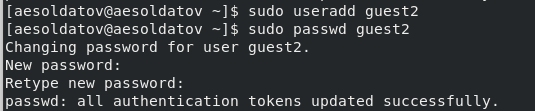 [aesoldatov@aesoldatov ~]$ sudo useradd guest2
[aesoldatov@aesoldatov ~]$ sudo passwd guest2
Changing password for user guest2.
New password:
Retype new password:
passwd: all authentication tokens updated successfully.